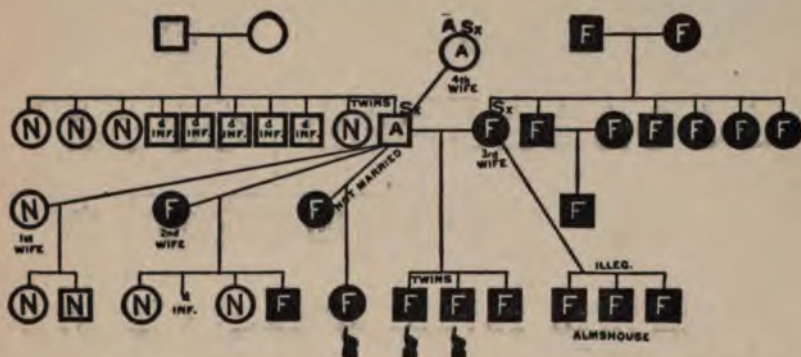 A Sx
A
4th WIFE
F F
TWINS Sx Sx
N N N d INF. d INF. d INF. d INF. d INF. N A F F F F F F F
3rd WIFE
NOT MARRIED
N F F F
1st WIFE 2nd WIFE
ILLEG.
TWINS
N N N d INF. N F F F F F F F F
ALMSHOUSE